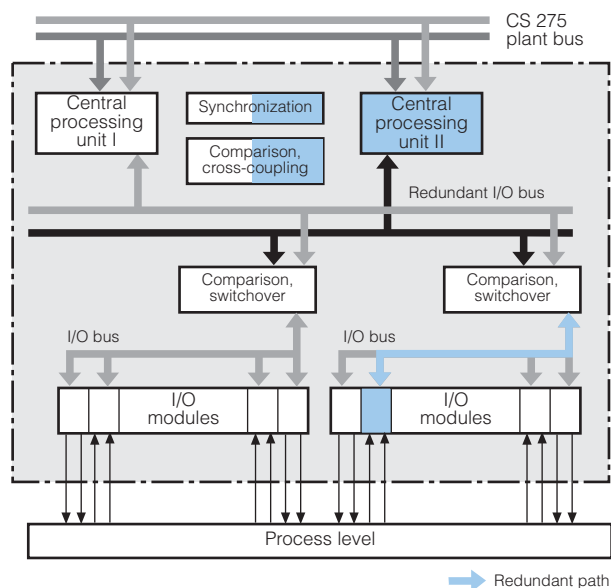 CS 275
plant bus
Central
processing
unit I
Synchronization
Comparison,
cross-coupling
Central
processing
unit II
Redundant I/O bus
Comparison,
switchover
Comparison,
switchover
I/O bus
I/O bus
I/O
modules
I/O
modules
Process level
Redundant path